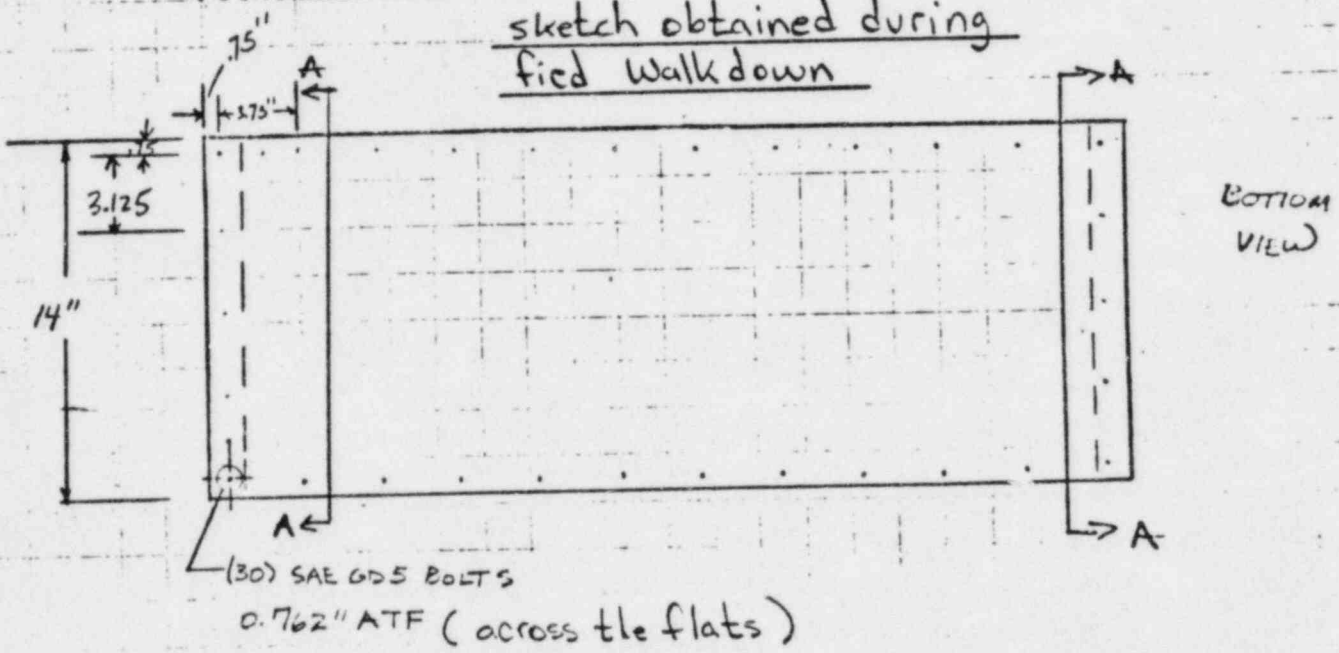 sketch obtained during
fied Walkdown
.75"
A
A
3.75"
.75
3.125
14"
BOTTOM
VIEW
A
A
(30) SAE GD5 BOLTS
0.762" ATF (across the flats)